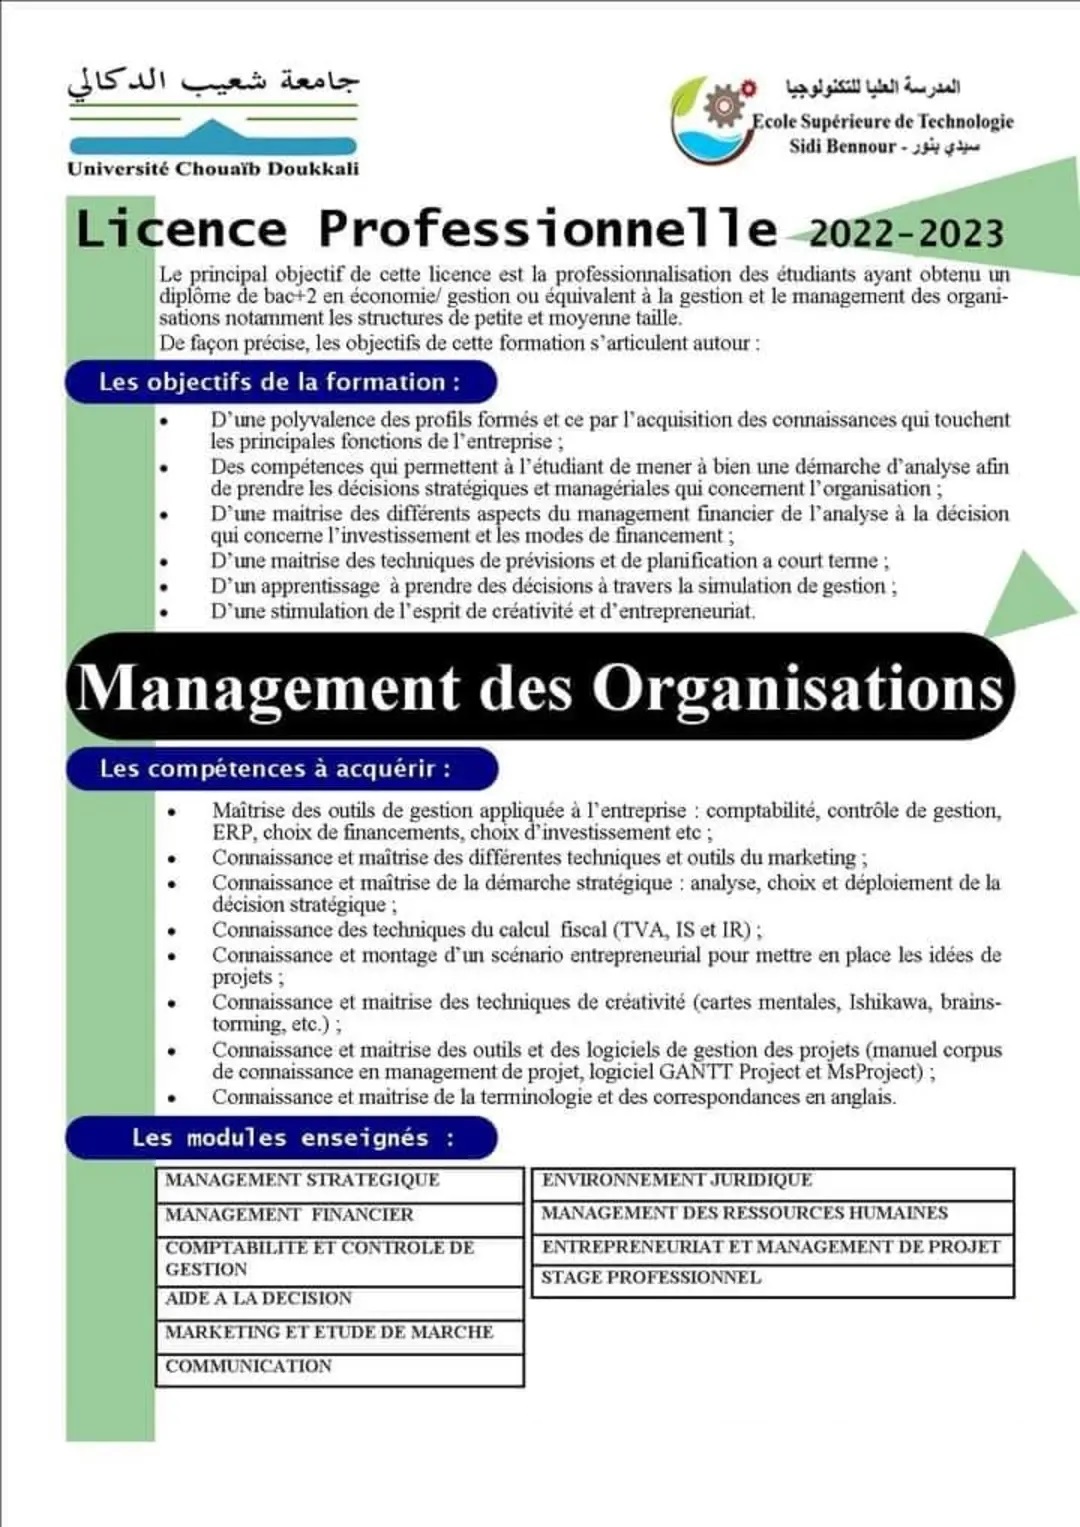 جامعة شعيب الدكالي
Université Chouaïb Doukkali
المدرسة العليا للتكنولوجيا
Ecole Supérieure de Technologie
Sidi Bennour - سيدي بنور
Licence Professionnelle 2022-2023
Le principal objectif de cette licence est la professionnalisation des étudiants ayant obtenu un
diplôme de bac+2 en économie/ gestion ou équivalent à la gestion et le management des organi-
sations notamment les structures de petite et moyenne taille.
De façon précise, les objectifs de cette formation s'articulent autour :
Les objectifs de la formation :
• D'une polyvalence des profils formés et ce par l'acquisition des connaissances qui touchent
les principales fonctions de l'entreprise ;
• Des compétences qui permettent à l'étudiant de mener à bien une démarche d'analyse afin
de prendre les décisions stratégiques et managériales qui concernent l'organisation ;
• D'une maitrise des différents aspects du management financier de l'analyse à la décision
qui concerne l'investissement et les modes de financement ;
• D'une maitrise des techniques de prévisions et de planification a court terme ;
• D'un apprentissage à prendre des décisions à travers la simulation de gestion ;
• D'une stimulation de l'esprit de créativité et d'entrepreneuriat.
Management des Organisations
Les compétences à acquérir :
• Maîtrise des outils de gestion appliquée à l'entreprise : comptabilité, contrôle de gestion,
ERP, choix de financements, choix d'investissement etc ;
• Connaissance et maîtrise des différentes techniques et outils du marketing ;
• Connaissance et maîtrise de la démarche stratégique : analyse, choix et déploiement de la
décision stratégique ;
• Connaissance des techniques du calcul fiscal (TVA, IS et IR) ;
• Connaissance et montage d'un scénario entrepreneurial pour mettre en place les idées de
projets ;
• Connaissance et maitrise des techniques de créativité (cartes mentales, Ishikawa, brains-
torming, etc.) ;
• Connaissance et maitrise des outils et des logiciels de gestion des projets (manuel corpus
de connaissance en management de projet, logiciel GANTT Project et MsProject) ;
• Connaissance et maitrise de la terminologie et des correspondances en anglais.
Les modules enseignés :
MANAGEMENT STRATEGIQUE
MANAGEMENT FINANCIER
COMPTABILITE ET CONTROLE DE
GESTION
AIDE A LA DECISION
MARKETING ET ETUDE DE MARCHE
COMMUNICATION
ENVIRONNEMENT JURIDIQUE
MANAGEMENT DES RESSOURCES HUMAINES
ENTREPRENEURIAT ET MANAGEMENT DE PROJET
STAGE PROFESSIONNEL